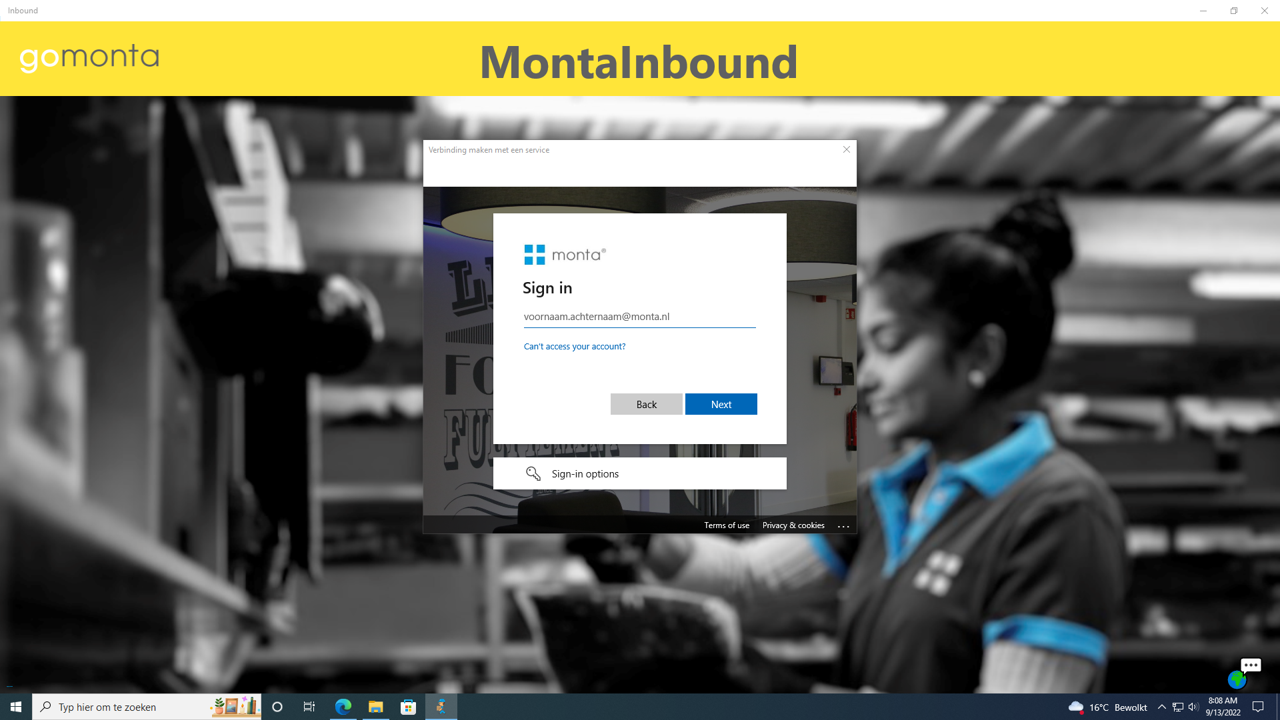 Inbound
gomonta
MontaInbound
Verbinding maken met een service
monta®
Sign in
voornaam.achternaam@monta.nl
Can't access your account?
Back
Next
Sign-in options
Terms of use
Privacy & cookies
Typ hier om te zoeken
16°C Bewolkt
8:08 AM
9/13/2022